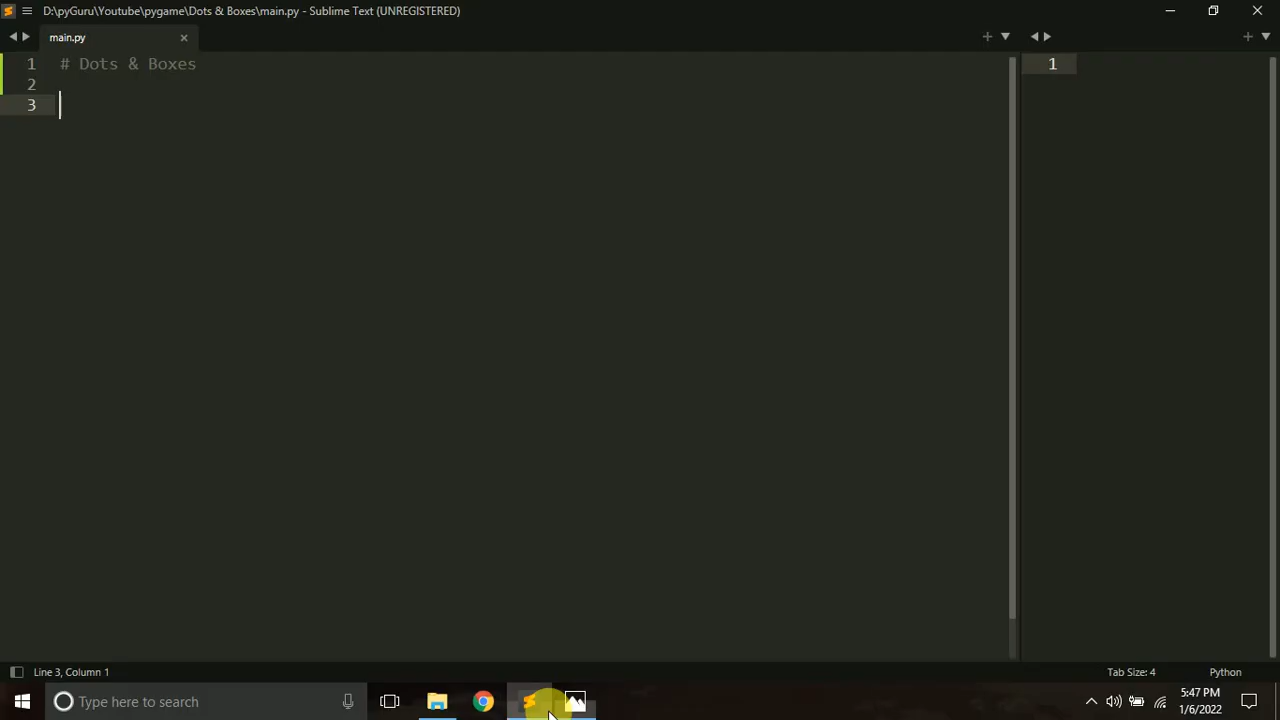 D:\pyGuru\Youtube\pygame\Dots & Boxes\main.py - Sublime Text (UNREGISTERED)
main.py
1 # Dots & Boxes
2
3
1
Line 3, Column 1
Tab Size: 4
Python
Type here to search
5:47 PM
1/6/2022